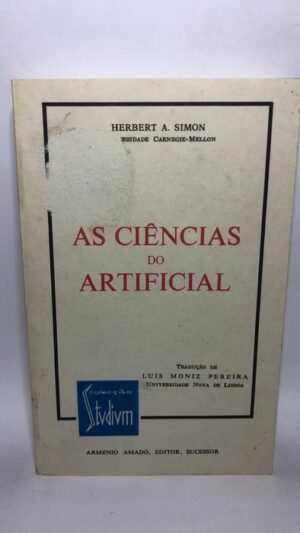 HERBERT A. SIMON
RSIDADE CARNEGIE-MELLON
AS CIÊNCIAS
DO
ARTIFICIAL
TRADUÇÃO DE
LUIS MONIZ PEREIRA
UNIVERSIDADE NOVA DE LISBOA
colecção
Stvdivm
ARMÉNIO AMADO, EDITOR, SUCESSOR